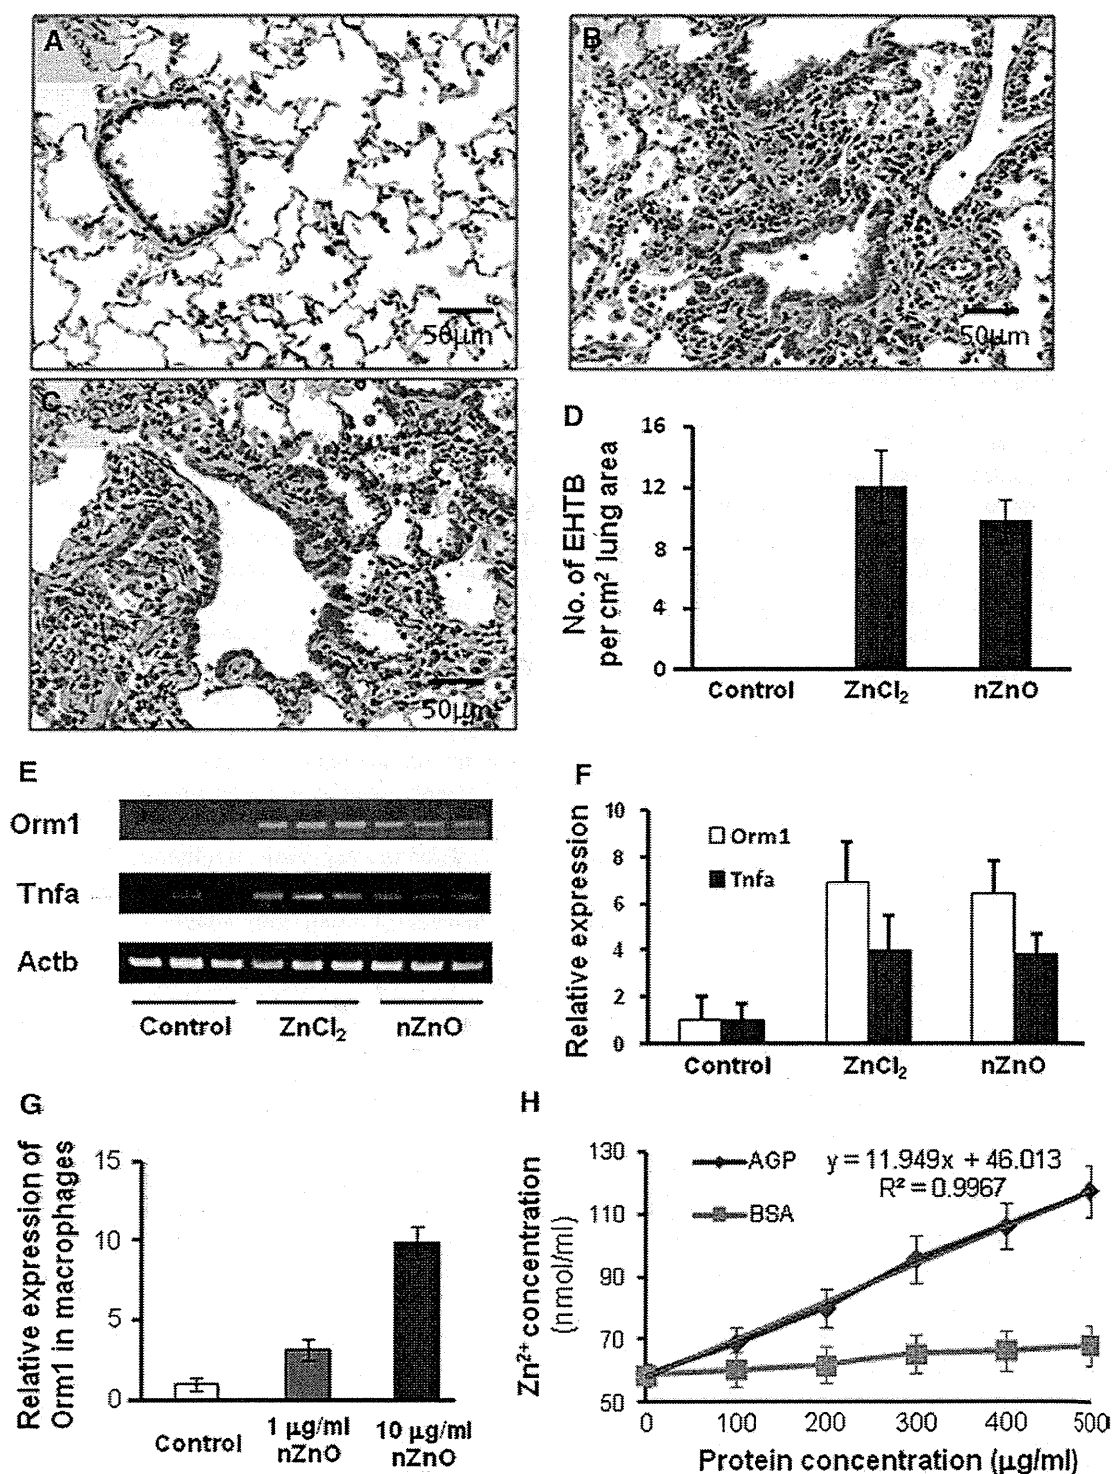 A
50µm
B
50µm
C
50µm
D
No. of EHTB
per cm² lung area
16
12
8
4
0
Control
ZnCl₂
nZnO
E
Orm1
Tnfa
Actb
Control
ZnCl₂
nZnO
F
Relative expression
10
8
6
4
2
0
Orm1
Tnfa
Control
ZnCl₂
nZnO
G
Relative expression of
Orm1 in macrophages
15
10
5
0
Control
1 µg/ml
nZnO
10 µg/ml
nZnO
H
Zn²⁺ concentration
(nmol/ml)
130
110
90
70
50
AGP
BSA
y = 11.949x + 46.013
R² = 0.9967
0
100
200
300
400
500
Protein concentration (µg/ml)